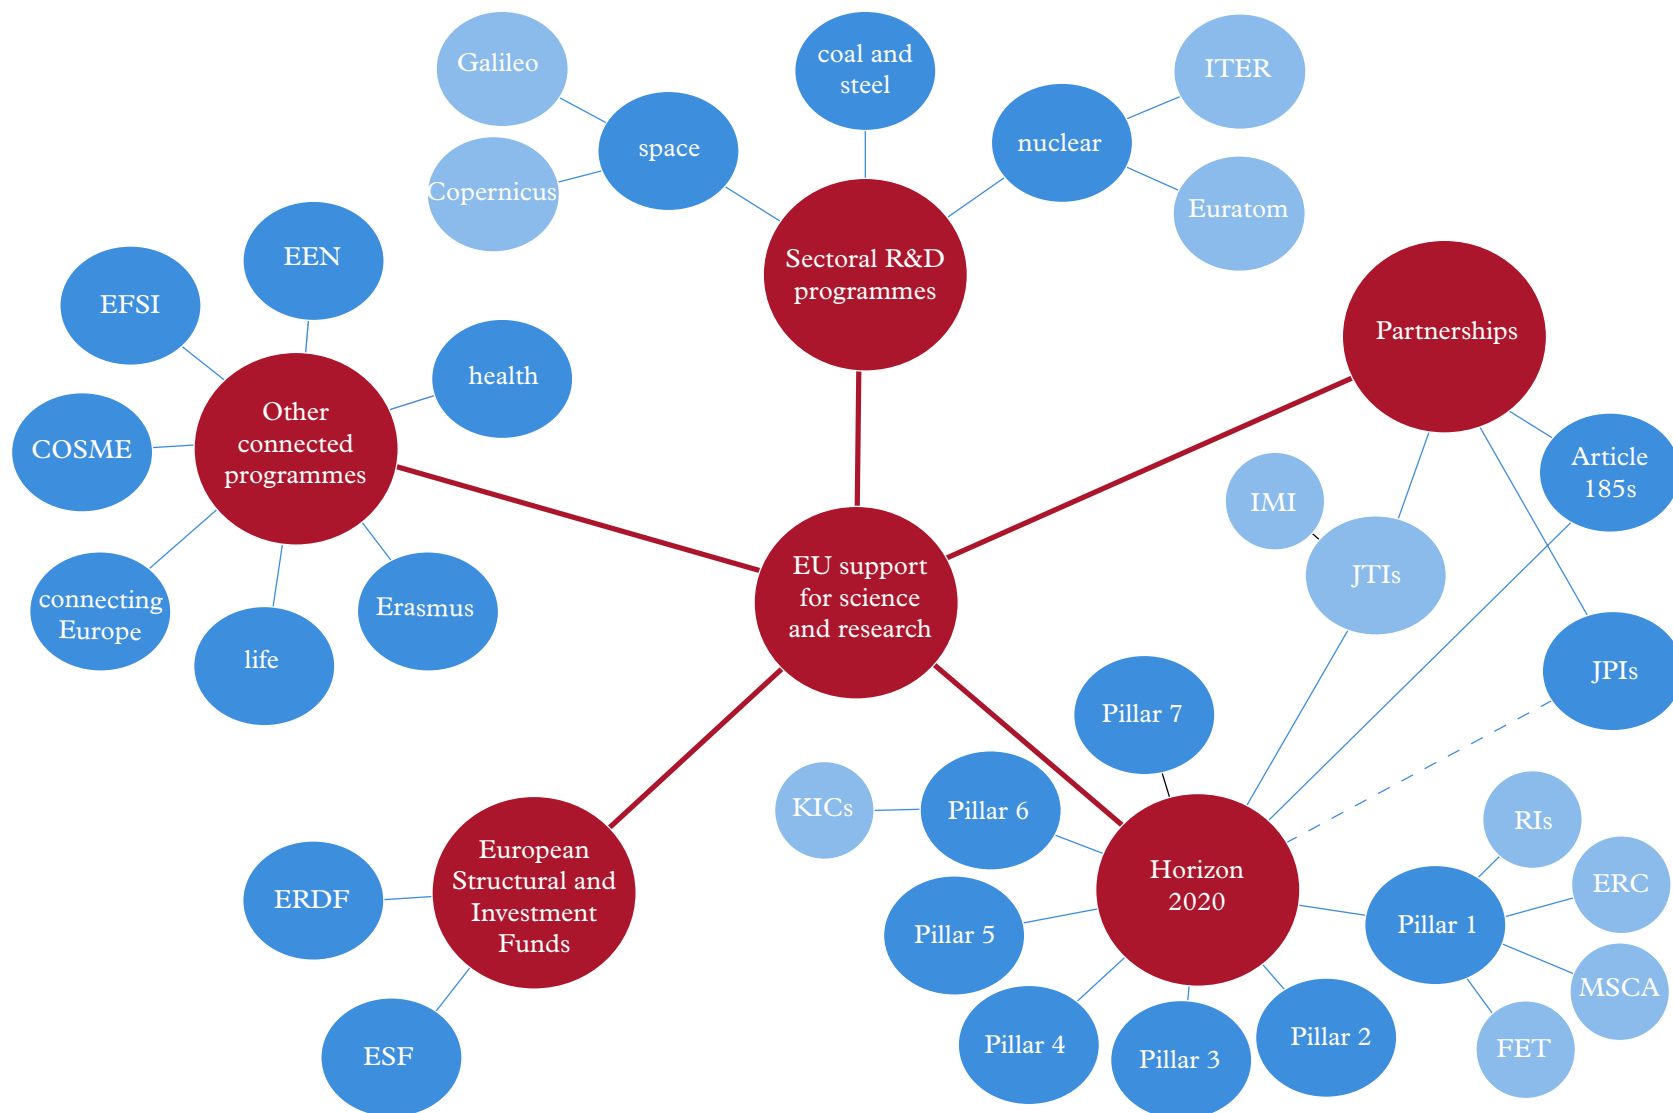 Galileo
coal and
steel
ITER
space
nuclear
Copernicus
Euratom
EEN
Sectoral R&D
programmes
EFSI
Partnerships
health
Other
connected
programmes
COSME
Article
185s
IMI
JTIs
EU support
for science
and research
connecting
Europe
Erasmus
life
JPIs
Pillar 7
KICs
Pillar 6
RIs
European
Structural and
Investment
Funds
Horizon
2020
ERC
ERDF
Pillar 1
Pillar 5
MSCA
Pillar 4
Pillar 3
Pillar 2
FET
ESF